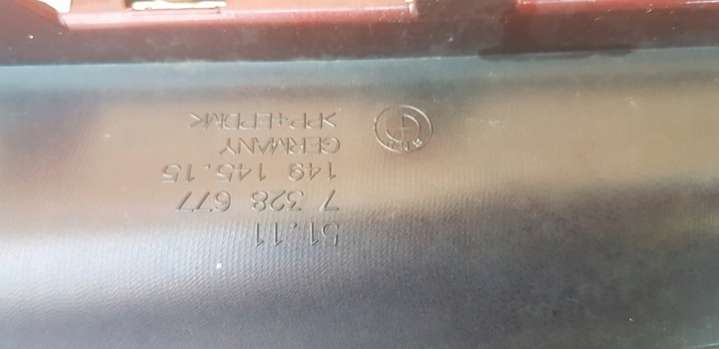 51.11
7 328 677
149 145.15
GERMANY
>PP+EPDM<